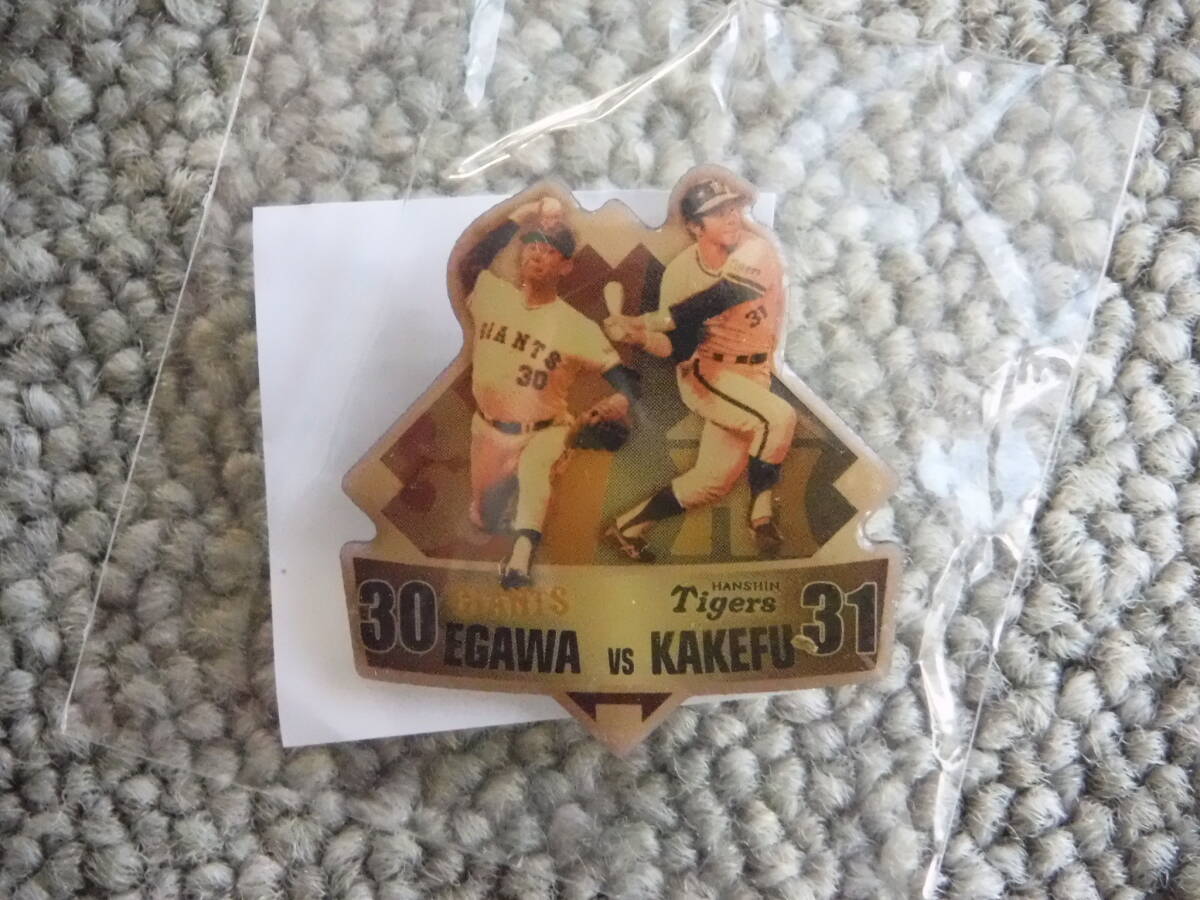 GIANTS
30
31
30 GIANTS HANSHIN Tigers 31
EGAWA VS KAKEFU